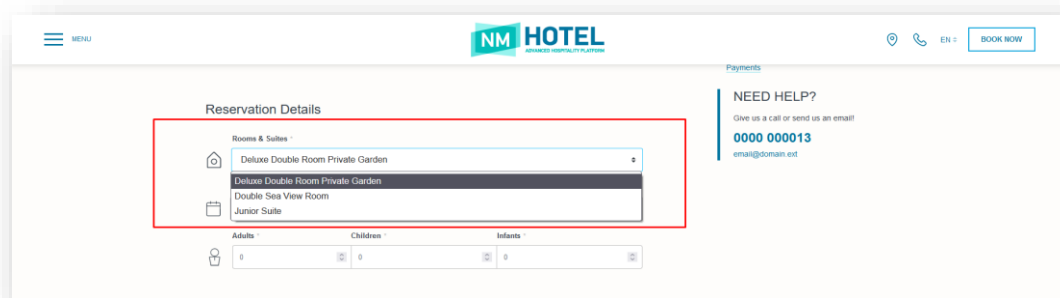 MENU
NM HOTEL
ADVANCED HOSPITALITY PLATFORM
EN
BOOK NOW
Payments
Reservation Details
NEED HELP?
Give us a call or send us an email!
0000 000013
email@domain.ext
Rooms & Suites *
Deluxe Double Room Private Garden
Deluxe Double Room Private Garden
Double Sea View Room
Junior Suite
Adults * Children * Infants *
0 0 0